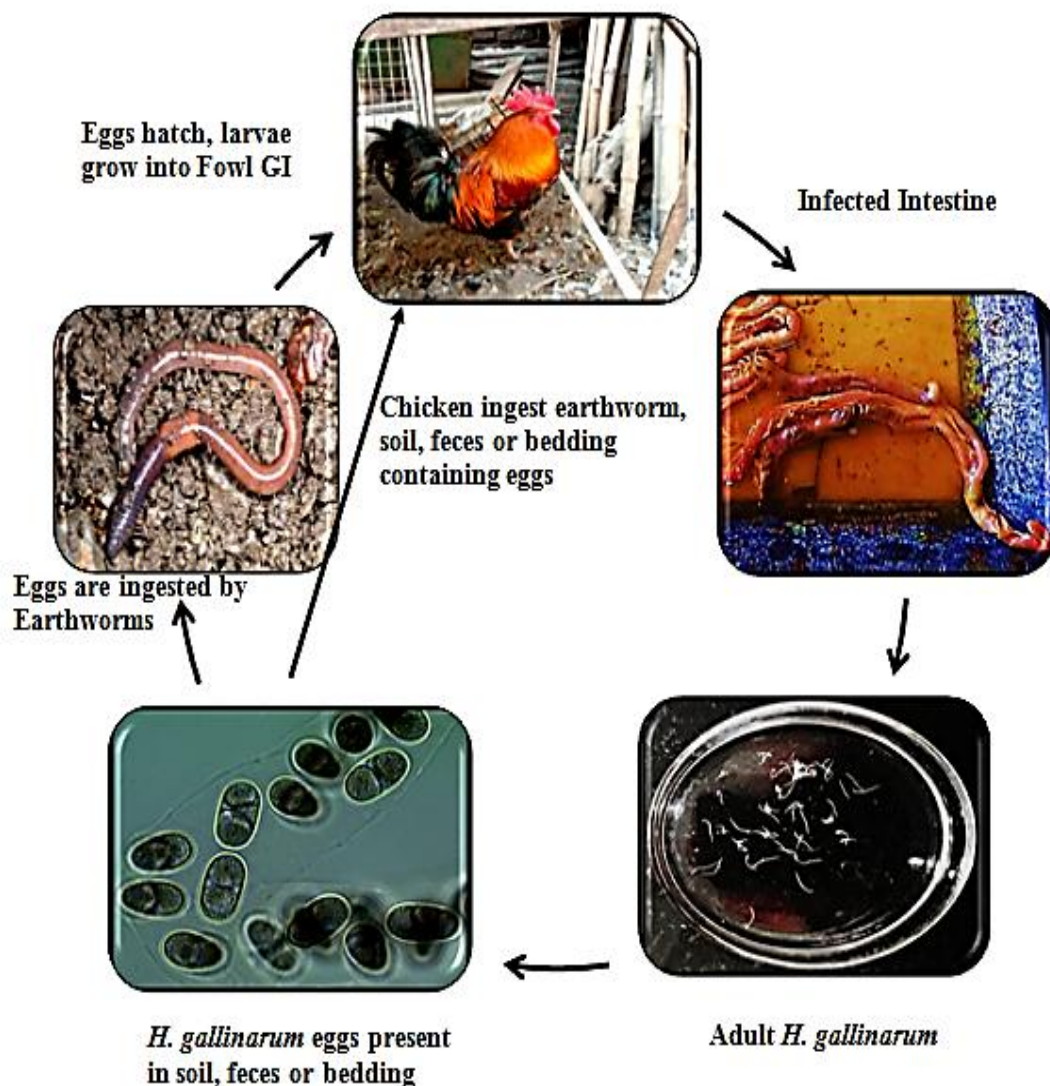 Eggs hatch, larvae
grow into Fowl GI
Infected Intestine
Chicken ingest earthworm,
soil, feces or bedding
containing eggs
Eggs are ingested by
Earthworms
H. gallinarum eggs present
in soil, feces or bedding
Adult H. gallinarum